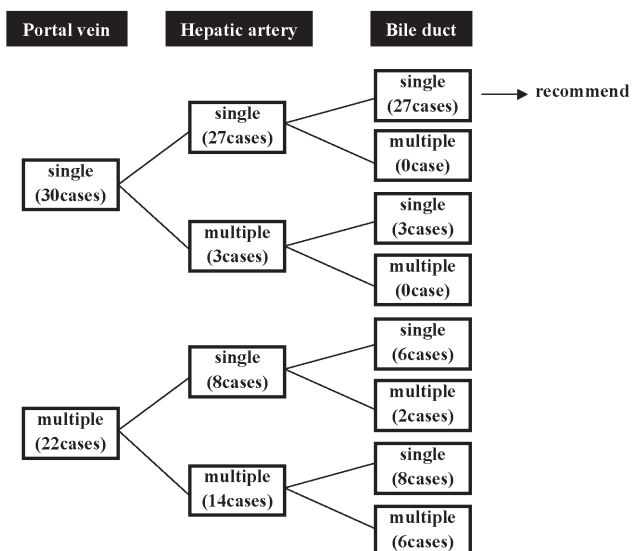 Portal vein
Hepatic artery
Bile duct
single
(30cases)
single
(27cases)
single
(27cases)
recommend
multiple
(0case)
multiple
(3cases)
single
(3cases)
multiple
(0case)
multiple
(22cases)
single
(8cases)
single
(6cases)
multiple
(2cases)
multiple
(14cases)
single
(8cases)
multiple
(6cases)